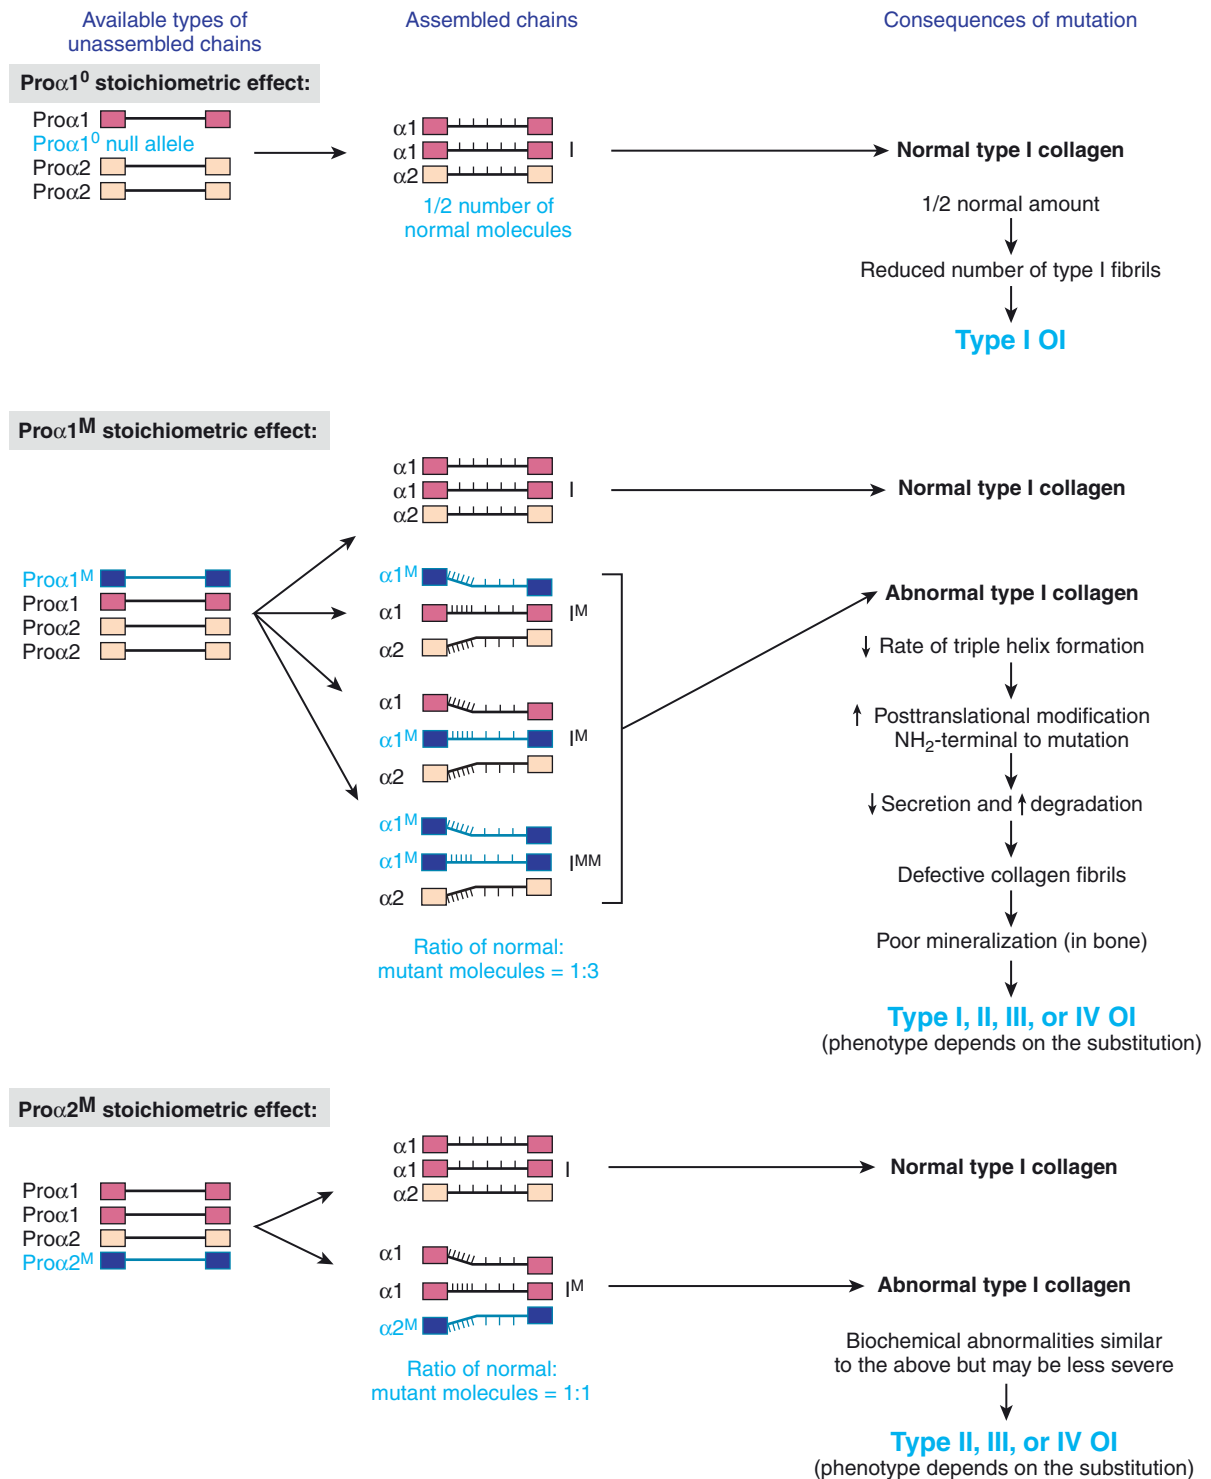 Available types of
unassembled chains
Assembled chains
Consequences of mutation
Proα1⁰ stoichiometric effect:
Proα1
Proα1⁰ null allele
Proα2
Proα2
α1
α1
α2
I
1/2 number of
normal molecules
Normal type I collagen
1/2 normal amount
Reduced number of type I fibrils
Type I OI
Proα1ᴹ stoichiometric effect:
Proα1ᴹ
Proα1
Proα2
Proα2
α1
α1
α2
I
α1ᴹ
α1
α2
Iᴹ
α1
α1ᴹ
α2
Iᴹ
α1ᴹ
α1ᴹ
α2
Iᴹᴹ
Ratio of normal:
mutant molecules = 1:3
Normal type I collagen
Abnormal type I collagen
↓ Rate of triple helix formation
↑ Posttranslational modification
NH₂-terminal to mutation
↓ Secretion and ↑ degradation
Defective collagen fibrils
Poor mineralization (in bone)
Type I, II, III, or IV OI
(phenotype depends on the substitution)
Proα2ᴹ stoichiometric effect:
Proα1
Proα1
Proα2
Proα2ᴹ
α1
α1
α2
I
α1
α1
α2ᴹ
Iᴹ
Ratio of normal:
mutant molecules = 1:1
Normal type I collagen
Abnormal type I collagen
Biochemical abnormalities similar
to the above but may be less severe
Type II, III, or IV OI
(phenotype depends on the substitution)